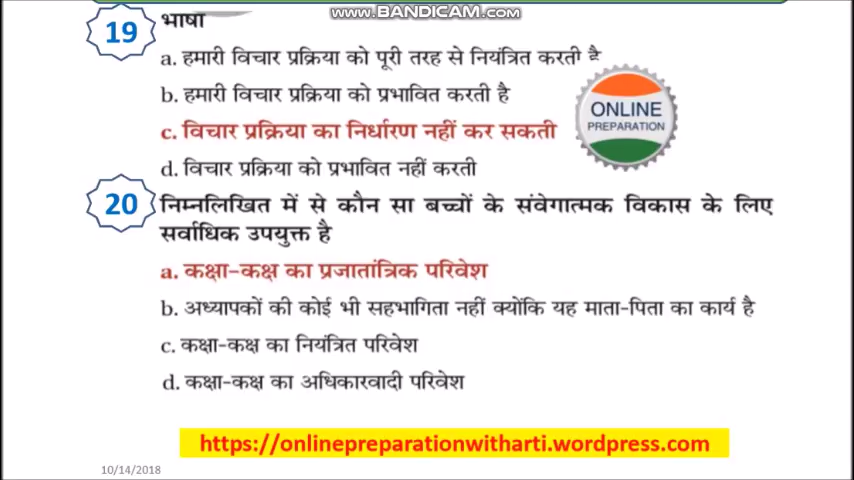 www.BANDICAM.com
19 भाषा
a. हमारी विचार प्रक्रिया को पूरी तरह से नियंत्रित करती है
b. हमारी विचार प्रक्रिया को प्रभावित करती है
c. विचार प्रक्रिया का निर्धारण नहीं कर सकती
d. विचार प्रक्रिया को प्रभावित नहीं करती
ONLINE
PREPARATION
20 निम्नलिखित में से कौन सा बच्चों के संवेगात्मक विकास के लिए
सर्वाधिक उपयुक्त है
a. कक्षा-कक्ष का प्रजातांत्रिक परिवेश
b. अध्यापकों की कोई भी सहभागिता नहीं क्योंकि यह माता-पिता का कार्य है
c. कक्षा-कक्ष का नियंत्रित परिवेश
d. कक्षा-कक्ष का अधिकारवादी परिवेश
https://onlinepreparationwitharti.wordpress.com
10/14/2018